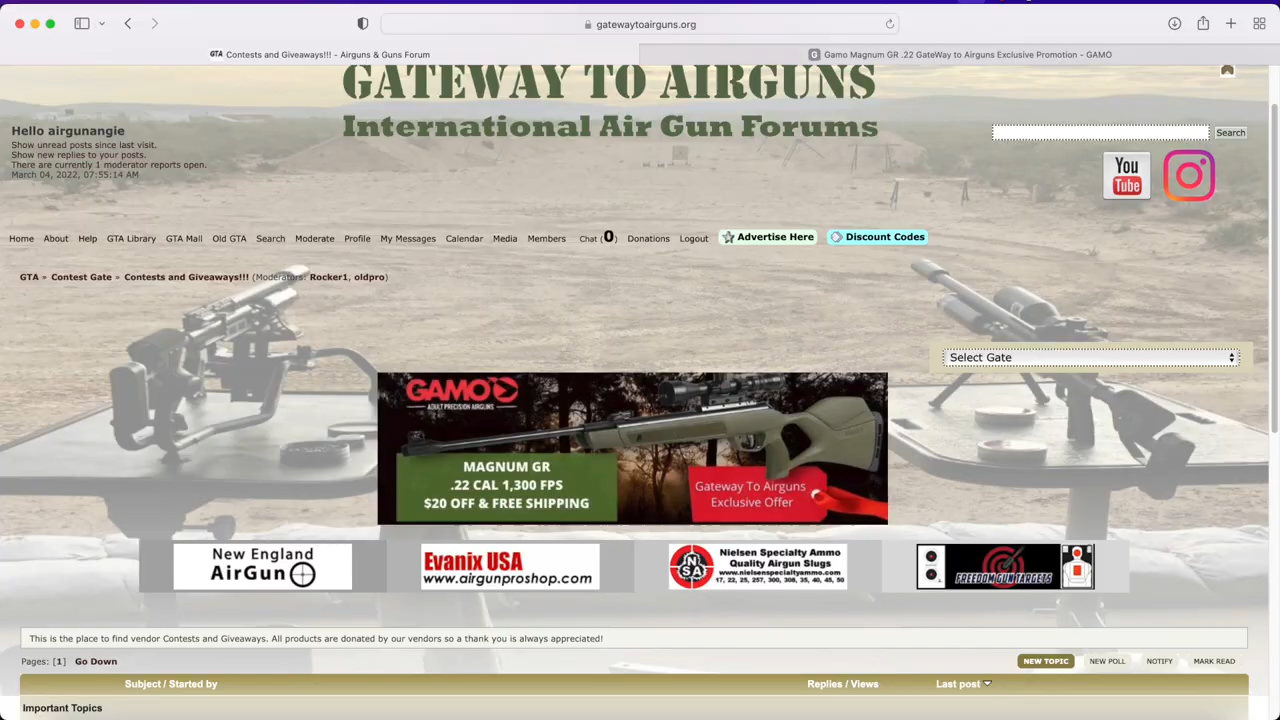 gatewaytoairguns.org
GTA Contests and Giveaways!!! - Airguns & Guns Forum
G Gamo Magnum GR .22 GateWay to Airguns Exclusive Promotion - GAMO
GATEWAY TO AIRGUNS
International Air Gun Forums
Hello airgunangie
Show unread posts since last visit.
Show new replies to your posts.
There are currently 1 moderator reports open.
March 04, 2022, 07:55:14 AM
Search
You
Tube
Home About Help GTA Library GTA Mall Old GTA Search Moderate Profile My Messages Calendar Media Members Chat (0) Donations Logout Advertise Here Discount Codes
GTA » Contest Gate » Contests and Giveaways!!! (Moderators: Rocker1, oldpro)
Select Gate
GAMO
ADULT PRECISION AIRGUNS
MAGNUM GR
.22 CAL 1,300 FPS
$20 OFF & FREE SHIPPING
Gateway To Airguns
Exclusive Offer
New England
AirGun
Evanix USA
www.airgunproshop.com
NSA
Nielsen Specialty Ammo
Quality Airgun Slugs
www.nielsenspecialtyammo.com
17, 22, 25, 257, 300, 308, 35, 40, 45, 50
FREEDOM GUN TARGETS
This is the place to find vendor Contests and Giveaways. All products are donated by our vendors so a thank you is always appreciated!
Pages: [1] Go Down
NEW TOPIC NEW POLL NOTIFY MARK READ
Subject / Started by Replies / Views Last post
Important Topics